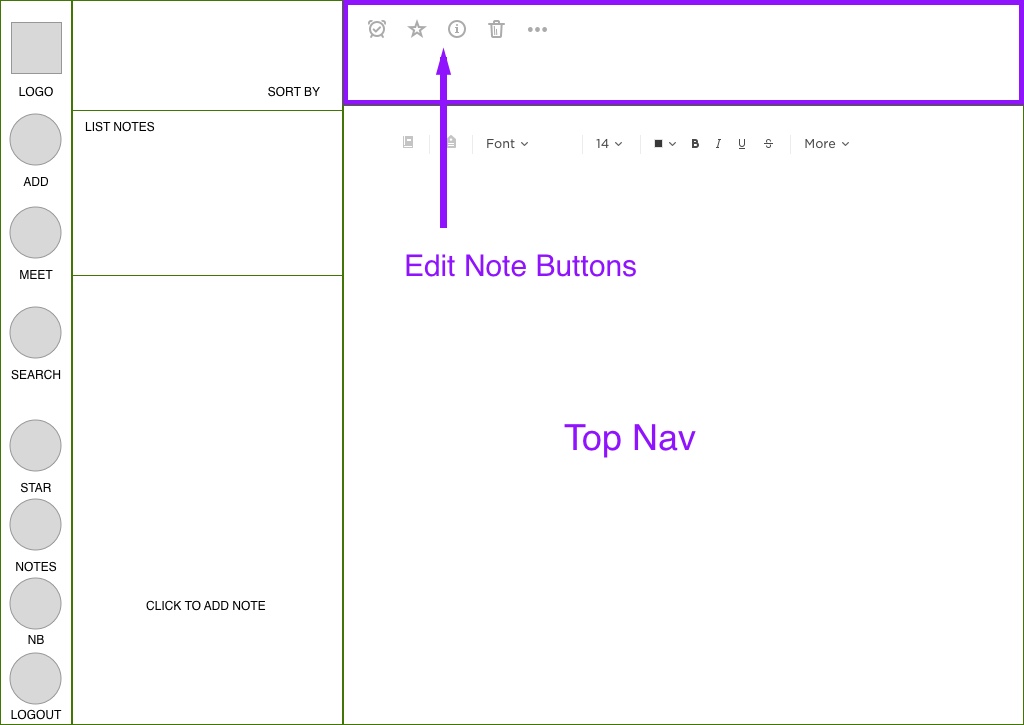 LOGO
ADD
MEET
SEARCH
STAR
NOTES
NB
LOGOUT
SORT BY
LIST NOTES
CLICK TO ADD NOTE
Font 14 B I U S More
Edit Note Buttons
Top Nav